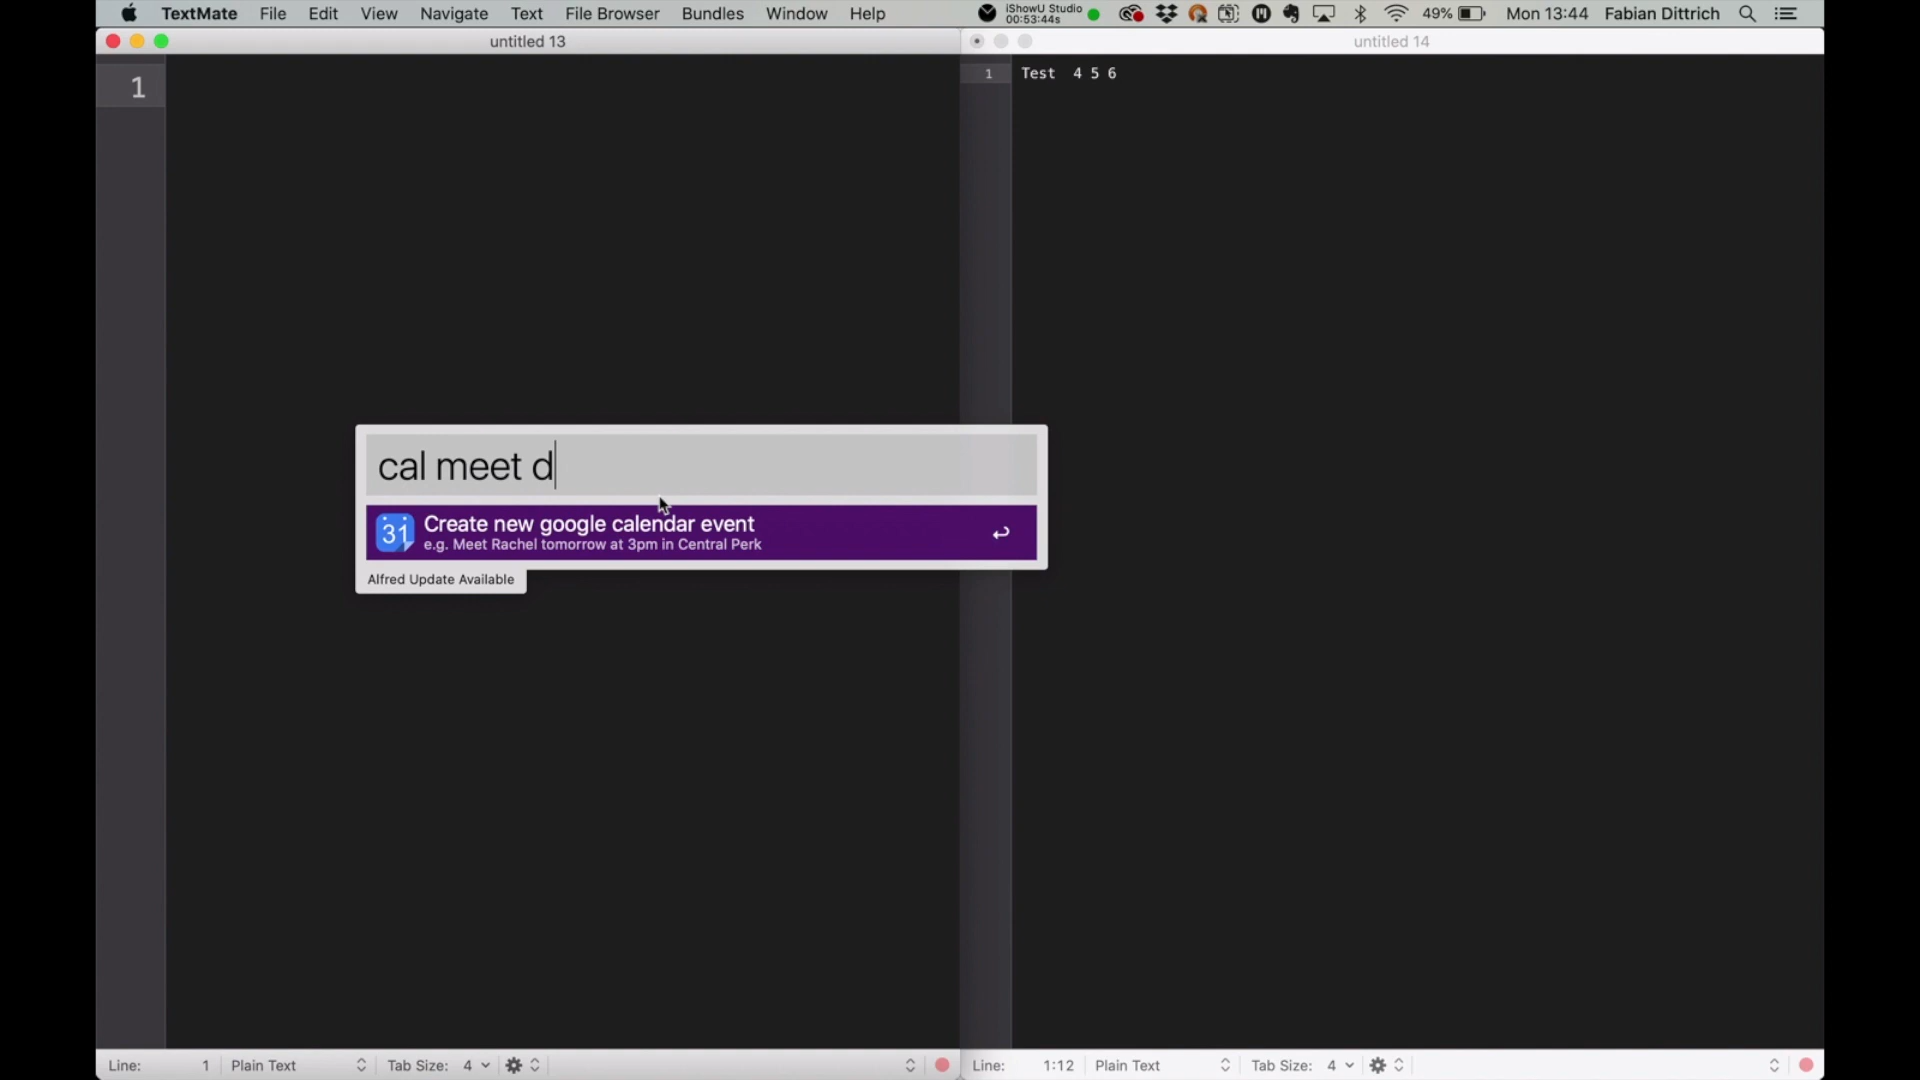 TextMate File Edit View Navigate Text File Browser Bundles Window Help iShowU Studio 00:53:44s 49% Mon 13:44 Fabian Dittrich
untitled 13
untitled 14
1
1 Test  4 5 6
cal meet d
31 Create new google calendar event
e.g. Meet Rachel tomorrow at 3pm in Central Perk
Alfred Update Available
Line: 1 Plain Text Tab Size: 4
Line: 1:12 Plain Text Tab Size: 4